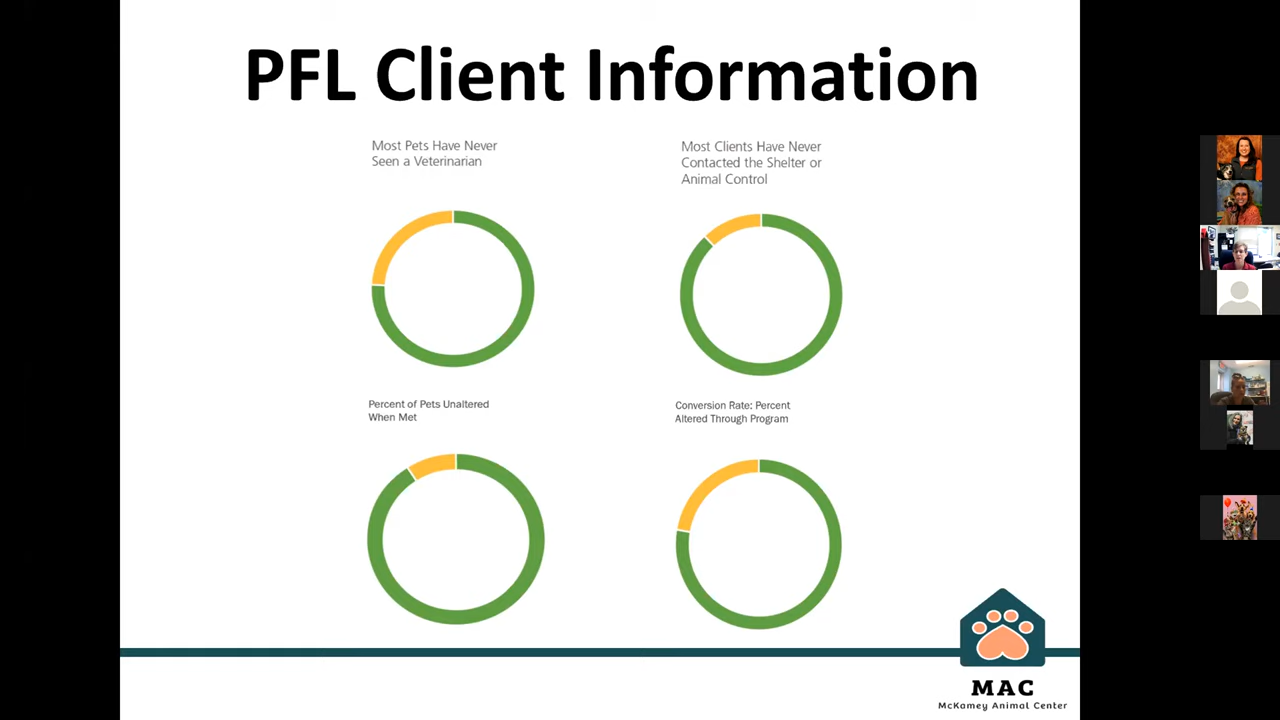 PFL Client Information
Most Pets Have Never
Seen a Veterinarian
Most Clients Have Never
Contacted the Shelter or
Animal Control
Percent of Pets Unaltered
When Met
Conversion Rate: Percent
Altered Through Program
MAC
McKamey Animal Center